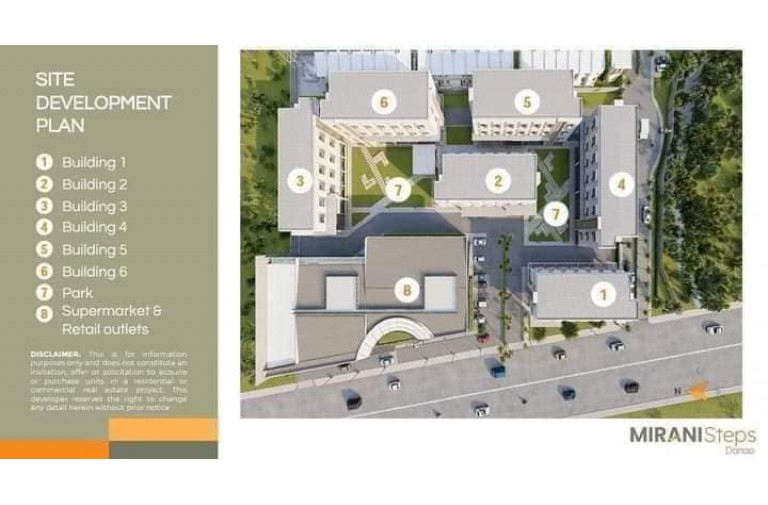 SITE
DEVELOPMENT
PLAN
1 Building 1
2 Building 2
3 Building 3
4 Building 4
5 Building 5
6 Building 6
7 Park
8 Supermarket &
Retail outlets
DISCLAIMER: This is for information
purposes only and does not constitute an
invitation, offer or solicitation to acquire
or purchase units in a residential or
commercial real estate project. This
developer reserves the right to change
any detail herein without prior notice.
6
5
3
7
2
4
7
8
1
N
MIRANI Steps
Danao